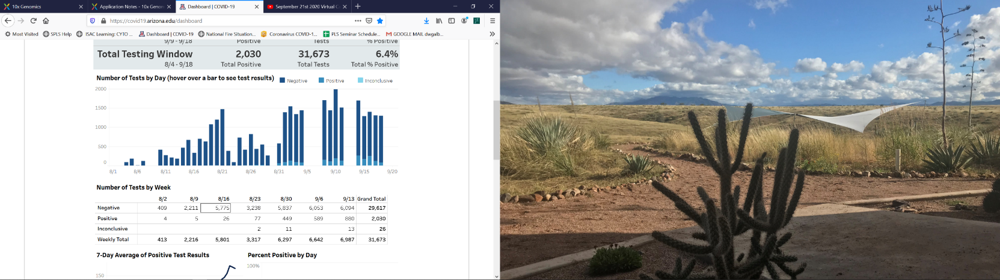 10x Genomics
Application Notes - 10x Genom
Dashboard | COVID-19
September 21st 2020 Virtual C
https://covid19.arizona.edu/dashboard
Most Visited
SPLS Help
ISAC Learning: CYTO ...
Dashboard | COVID-19
National Fire Situation...
Coronavirus COVID-1...
PLS Seminar Schedule...
GOOGLE MAIL dwgalb...
9/9 - 9/18 Positive Tests % Positive
Total Testing Window 2,030 31,673 6.4%
8/4 - 9/18 Total Positive Total Tests Total % Positive
Number of Tests by Day (hover over a bar to see test results) Negative Positive Inconclusive
2000
1500
1000
500
0
8/1 8/6 8/11 8/16 8/21 8/26 8/31 9/5 9/10 9/15 9/20
Number of Tests by Week
8/2 8/9 8/16 8/23 8/30 9/6 9/13 Grand Total
Negative 409 2,211 5,775 3,238 5,837 6,053 6,094 29,617
Positive 4 5 26 77 449 589 880 2,030
Inconclusive 2 11 13 26
Weekly Total 413 2,216 5,801 3,317 6,297 6,642 6,987 31,673
7-Day Average of Positive Test Results Percent Positive by Day
150
100%